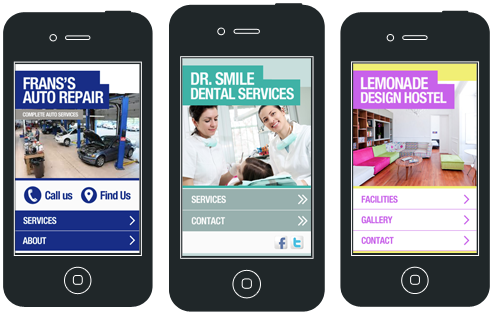 FRANS'S
AUTO REPAIR
COMPLETE AUTO SERVICES
Call us
Find Us
SERVICES
ABOUT
DR. SMILE
DENTAL SERVICES
SERVICES
CONTACT
LEMONADE
DESIGN HOSTEL
FACILITIES
GALLERY
CONTACT